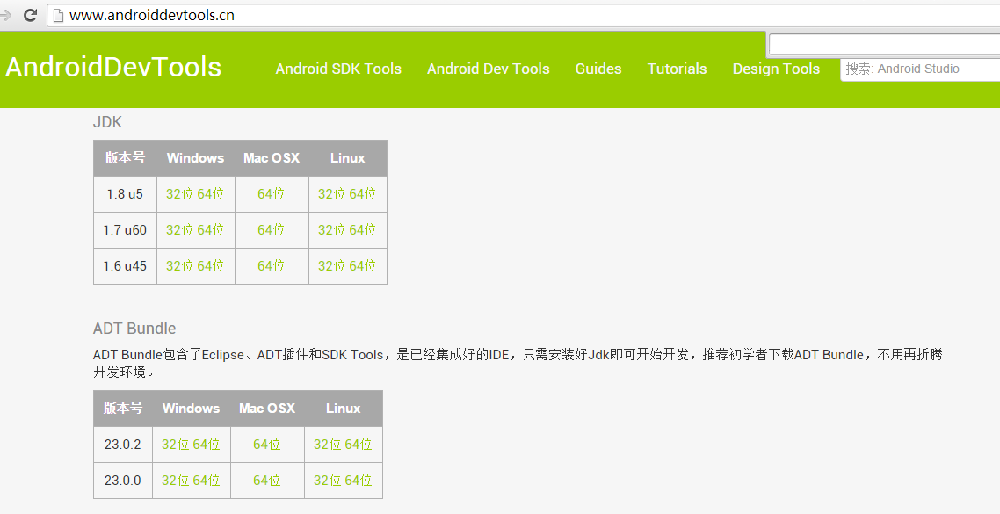 www.androiddevtools.cn
AndroidDevTools Android SDK Tools Android Dev Tools Guides Tutorials Design Tools 搜索: Android Studio
JDK
版本号 Windows Mac OSX Linux
1.8 u5 32位 64位 64位 32位 64位
1.7 u60 32位 64位 64位 32位 64位
1.6 u45 32位 64位 64位 32位 64位
ADT Bundle
ADT Bundle包含了Eclipse、ADT插件和SDK Tools，是已经集成好的IDE，只需安装好Jdk即可开始开发，推荐初学者下载ADT Bundle，不用再折腾
开发环境。
版本号 Windows Mac OSX Linux
23.0.2 32位 64位 64位 32位 64位
23.0.0 32位 64位 64位 32位 64位